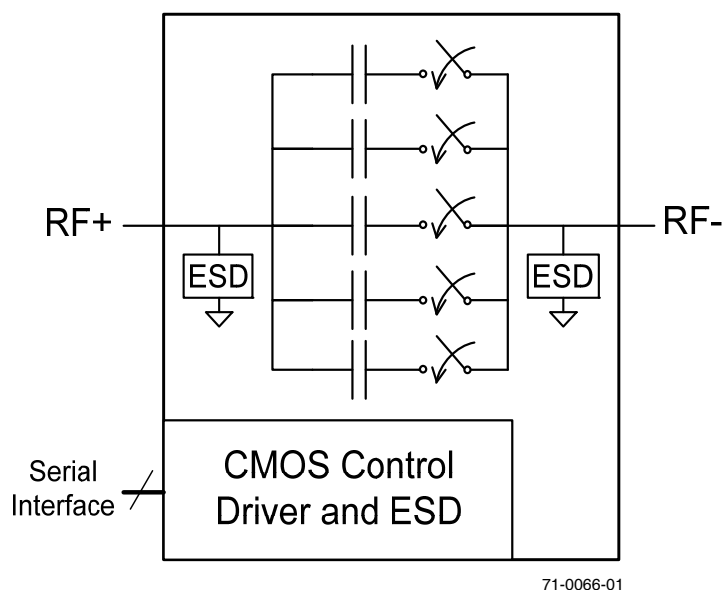 RF+
RF-
ESD
ESD
Serial
Interface
CMOS Control
Driver and ESD
71-0066-01